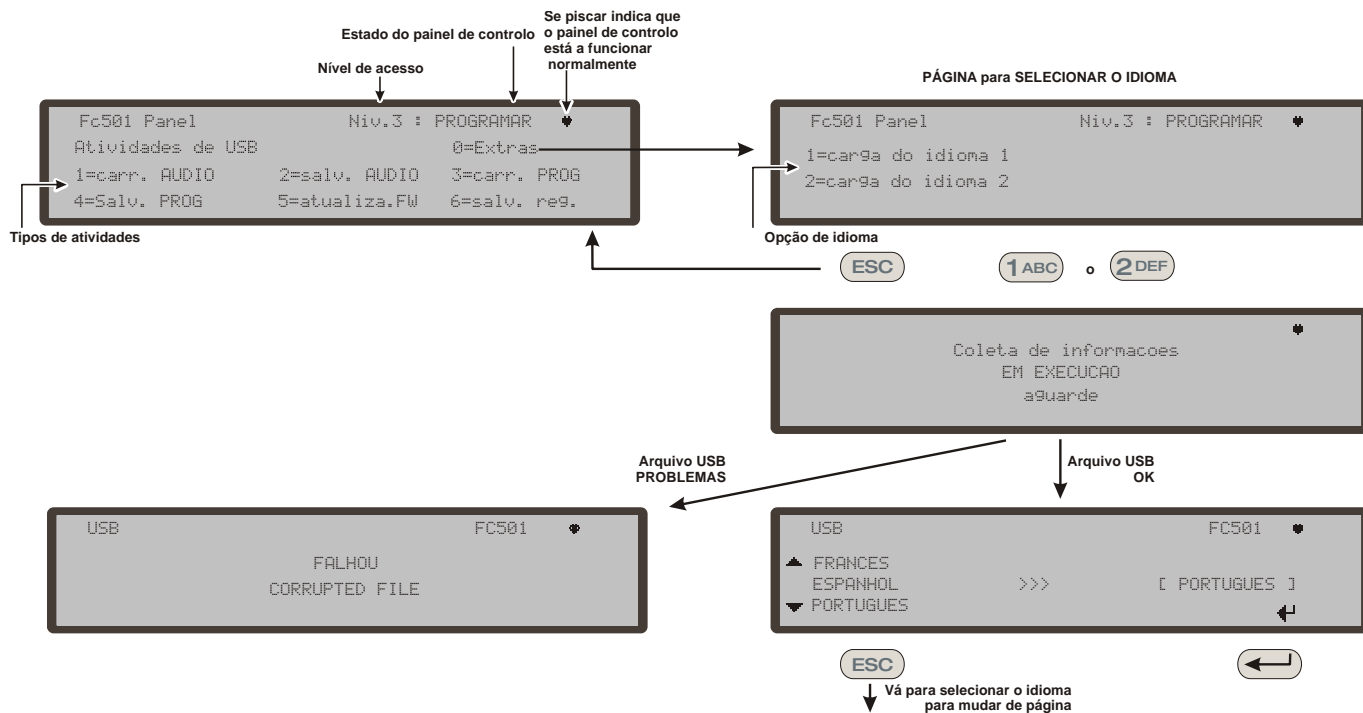 Se piscar indica que
o painel de controlo
está a funcionar
normalmente
Estado do painel de controlo
Nível de acesso
Fc501 Panel Niv.3 : PROGRAMAR
Atividades de USB 0=Extras
1=carr. AUDIO 2=salv. AUDIO 3=carr. PROG
4=Salv. PROG 5=atualiza.FW 6=salv. reg.
Tipos de atividades
PÁGINA para SELECIONAR O IDIOMA
Fc501 Panel Niv.3 : PROGRAMAR
1=carga do idioma 1
2=carga do idioma 2
Opção de idioma
ESC 1 ABC o 2 DEF
Coleta de informacoes
EM EXECUCAO
aguarde
Arquivo USB
PROBLEMAS
Arquivo USB
OK
USB FC501
FALHOU
CORRUPTED FILE
USB FC501
FRANCES
ESPANHOL >>> [ PORTUGUES ]
PORTUGUES
ESC
Vá para selecionar o idioma
para mudar de página